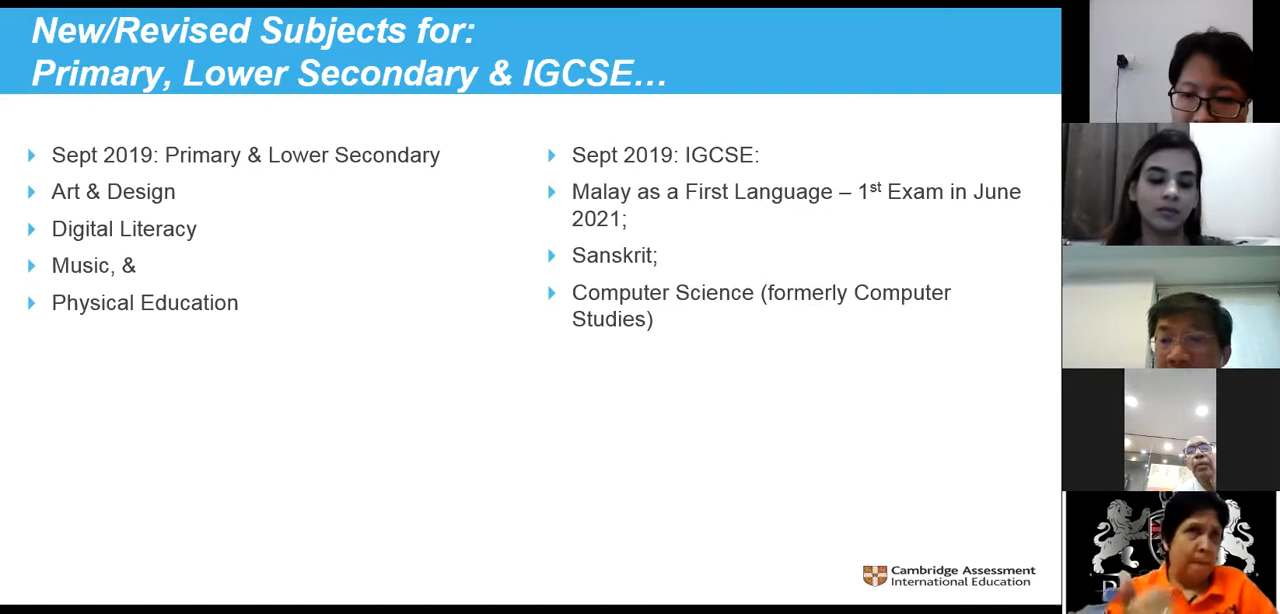 New/Revised Subjects for:
Primary, Lower Secondary & IGCSE…
Sept 2019: Primary & Lower Secondary
Art & Design
Digital Literacy
Music, &
Physical Education
Sept 2019: IGCSE:
Malay as a First Language – 1st Exam in June
2021;
Sanskrit;
Computer Science (formerly Computer
Studies)
Cambridge Assessment
International Education